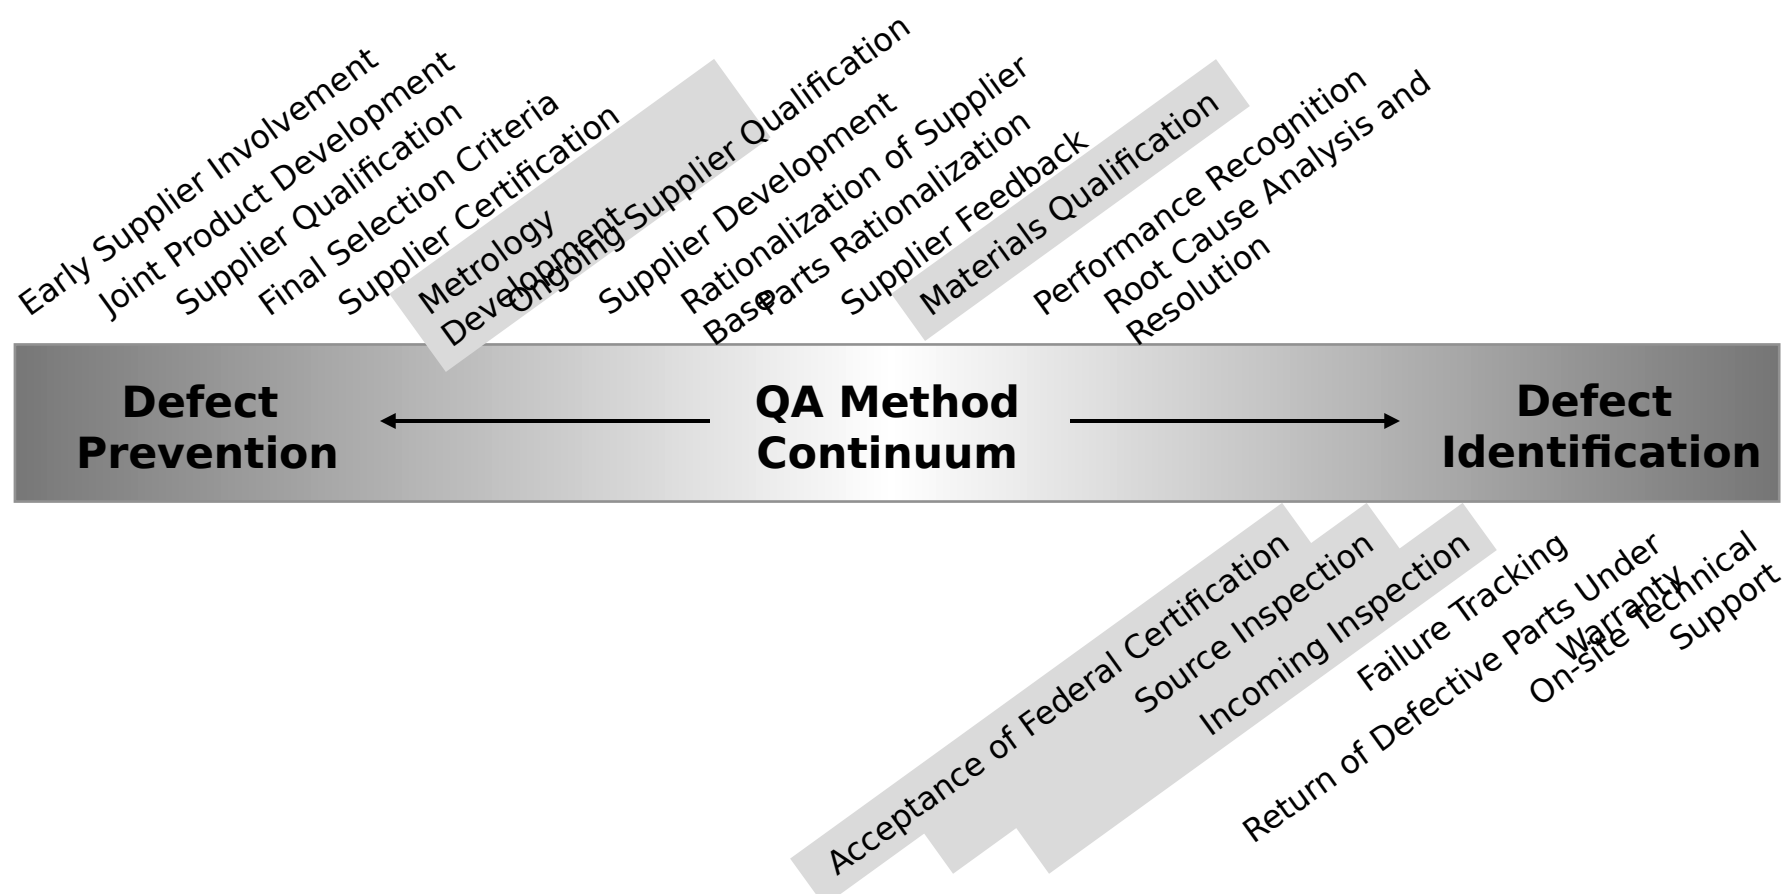 Early Supplier Involvement
Joint Product Development
Supplier Qualification
Final Selection Criteria
Supplier Certification
Metrology
Development
Ongoing Supplier Qualification
Supplier Development
Rationalization of Supplier
Base
Parts Rationalization
Supplier Feedback
Materials Qualification
Performance Recognition
Root Cause Analysis and
Resolution
Defect
Prevention
QA Method
Continuum
Defect
Identification
Acceptance of Federal Certification
Source Inspection
Incoming Inspection
Failure Tracking
Return of Defective Parts Under
Warranty
On-site Technical
Support